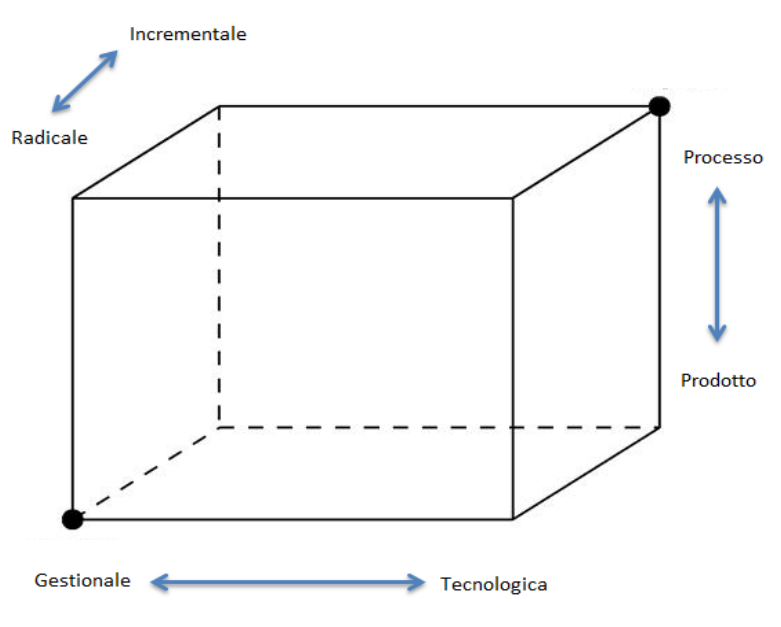 Incrementale
Radicale
Processo
Prodotto
Gestionale
Tecnologica